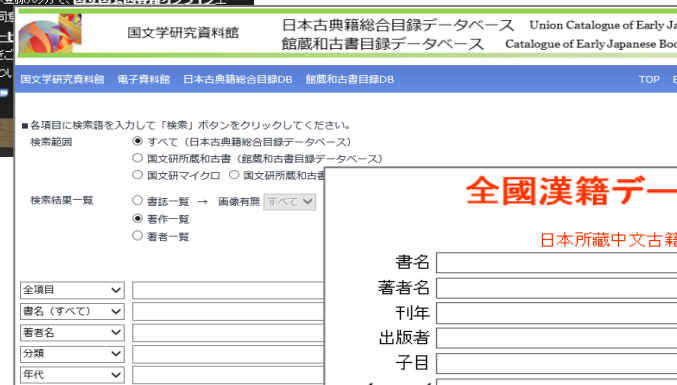 国文学研究資料館
日本古典籍総合目録データベース Union Catalogue of Early Ja
館蔵和古書目録データベース Catalogue of Early Japanese Boo
国文学研究資料館 電子資料館 日本古典籍総合目録DB 館蔵和古書目録DB TOP
■各項目に検索語を入力して「検索」ボタンをクリックしてください。
検索範囲 すべて（日本古典籍総合目録データベース）
国文研所蔵和古書（館蔵和古書目録データベース）
国文研マイクロ 国文研所蔵和古書
検索結果一覧 書誌一覧 → 画像有無 すべて
著作一覧
著者一覧
全項目
書名（すべて）
著者名
分類
年代
全國漢籍デー
日本所蔵中文古籍
書名
著者名
刊年
出版者
子目